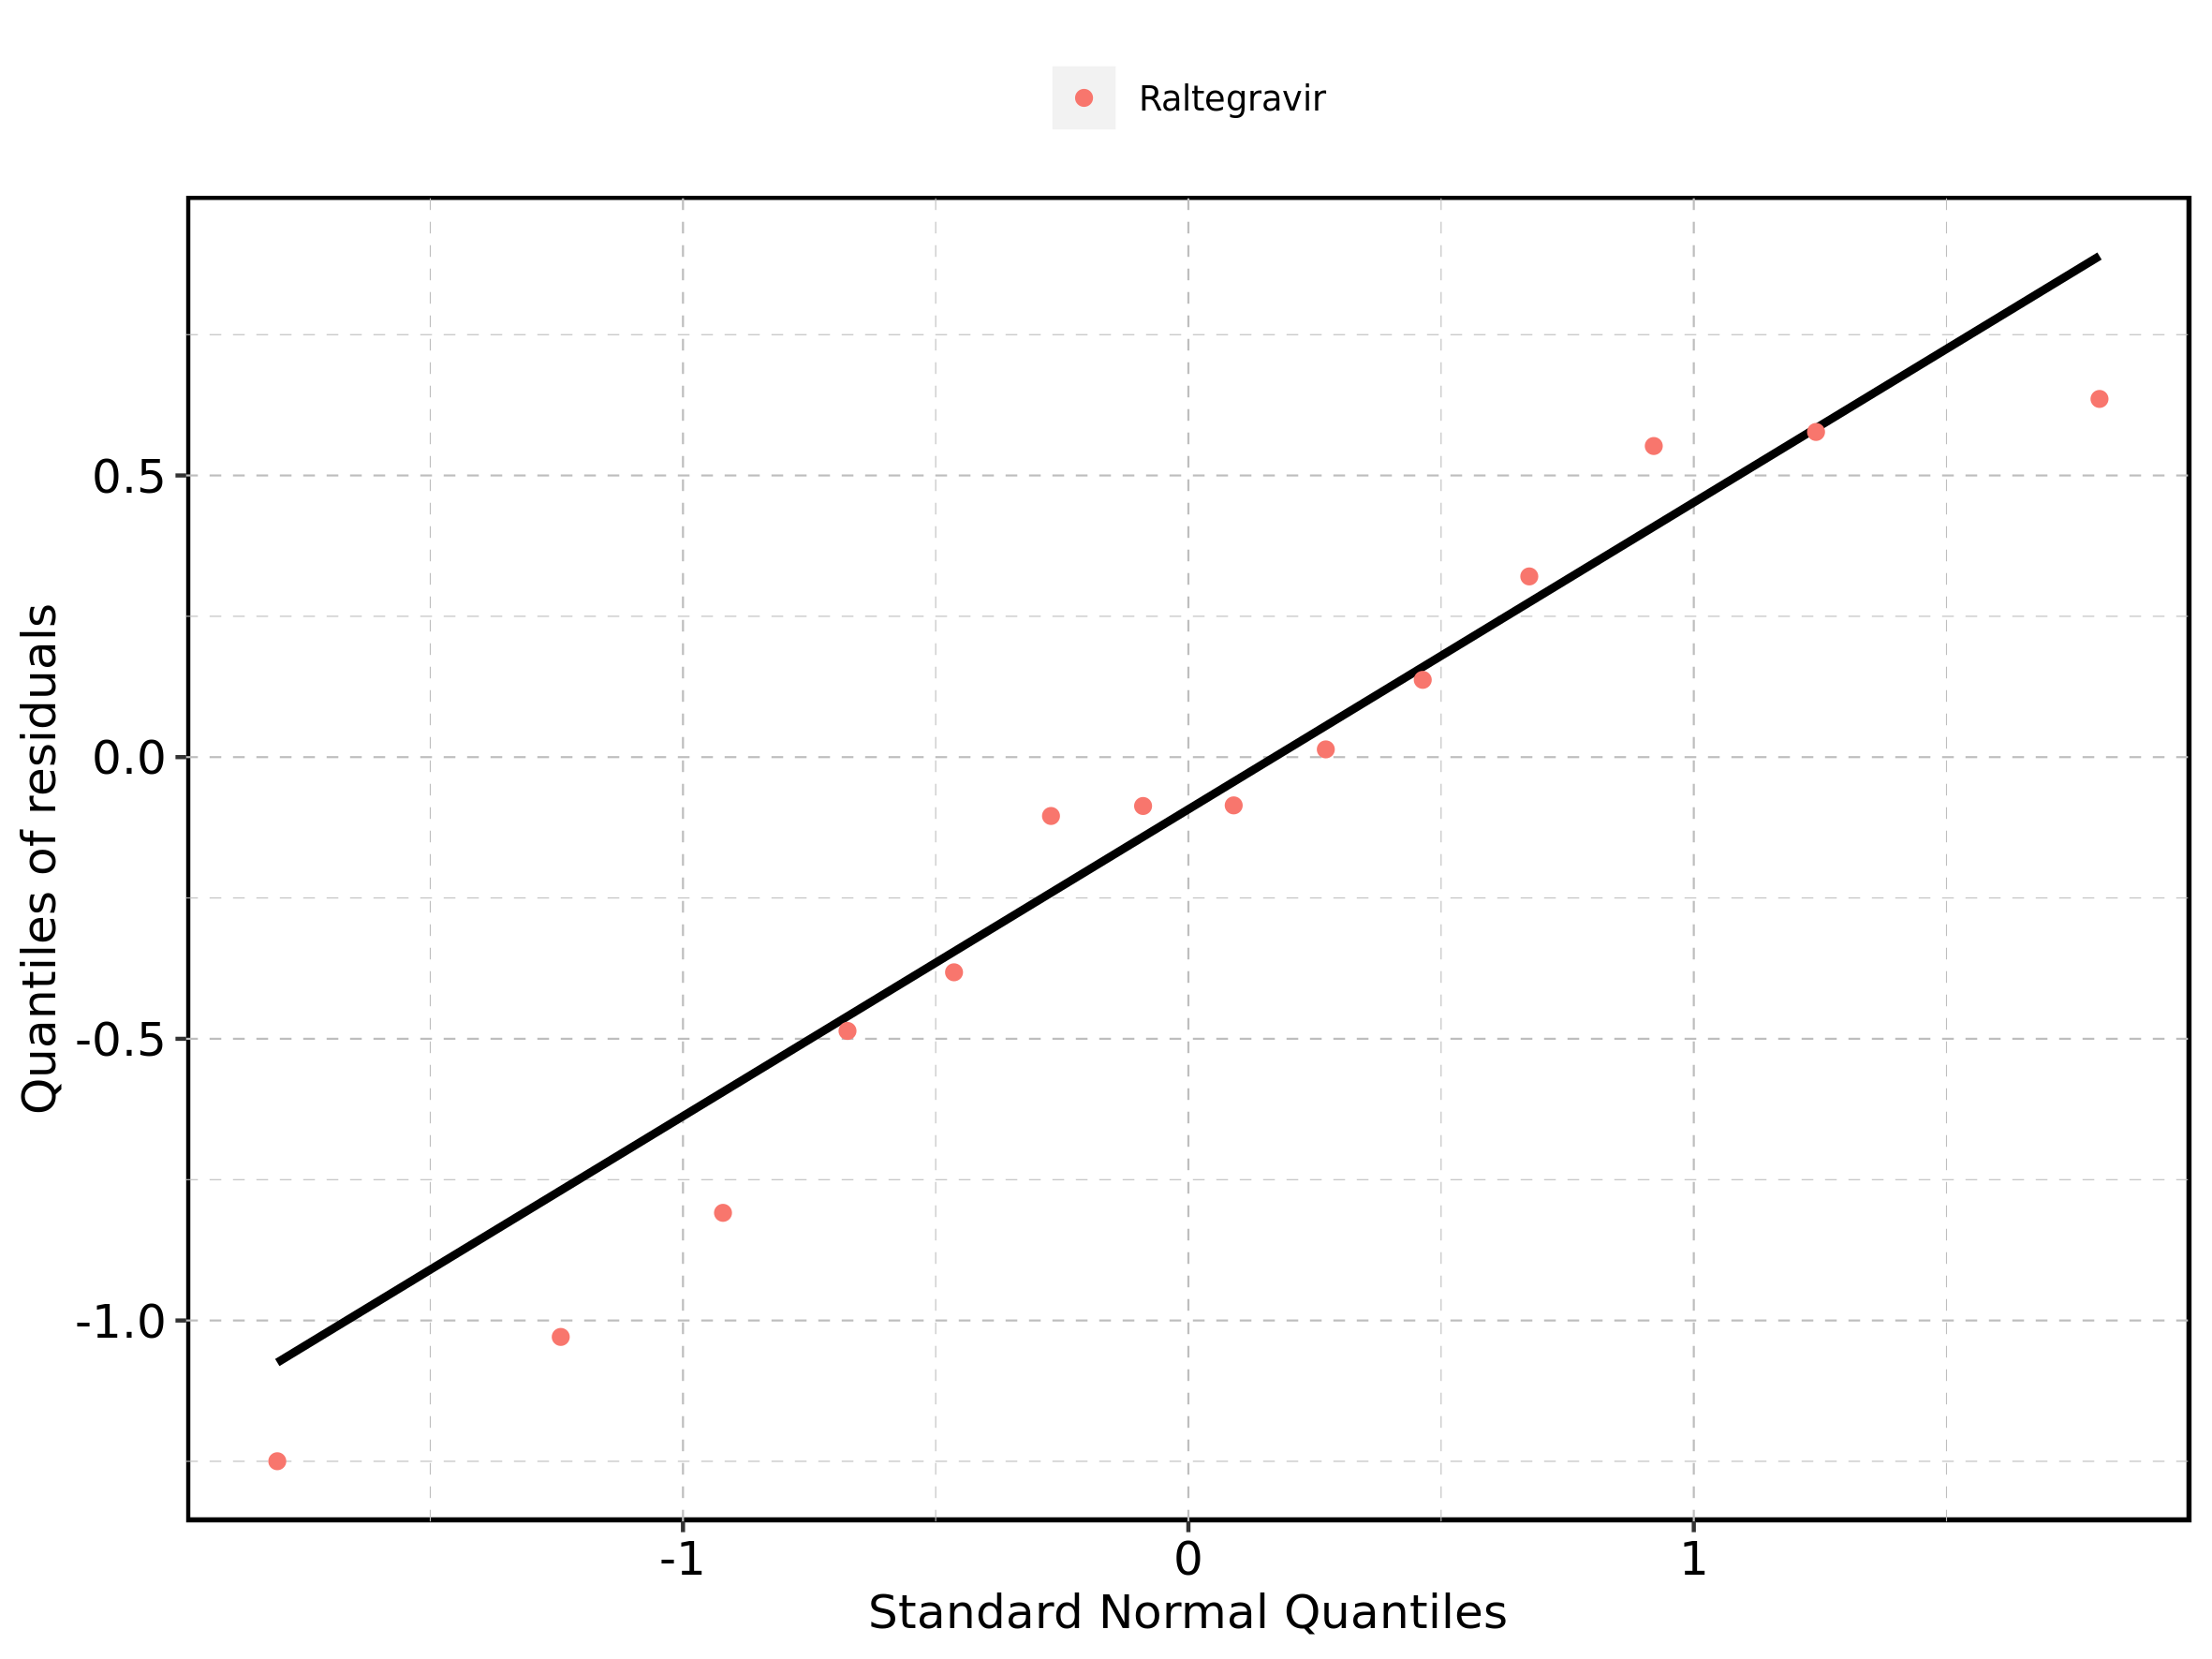 Raltegravir
Quantiles of residuals
0.5
0.0
-0.5
-1.0
-1 0 1
Standard Normal Quantiles